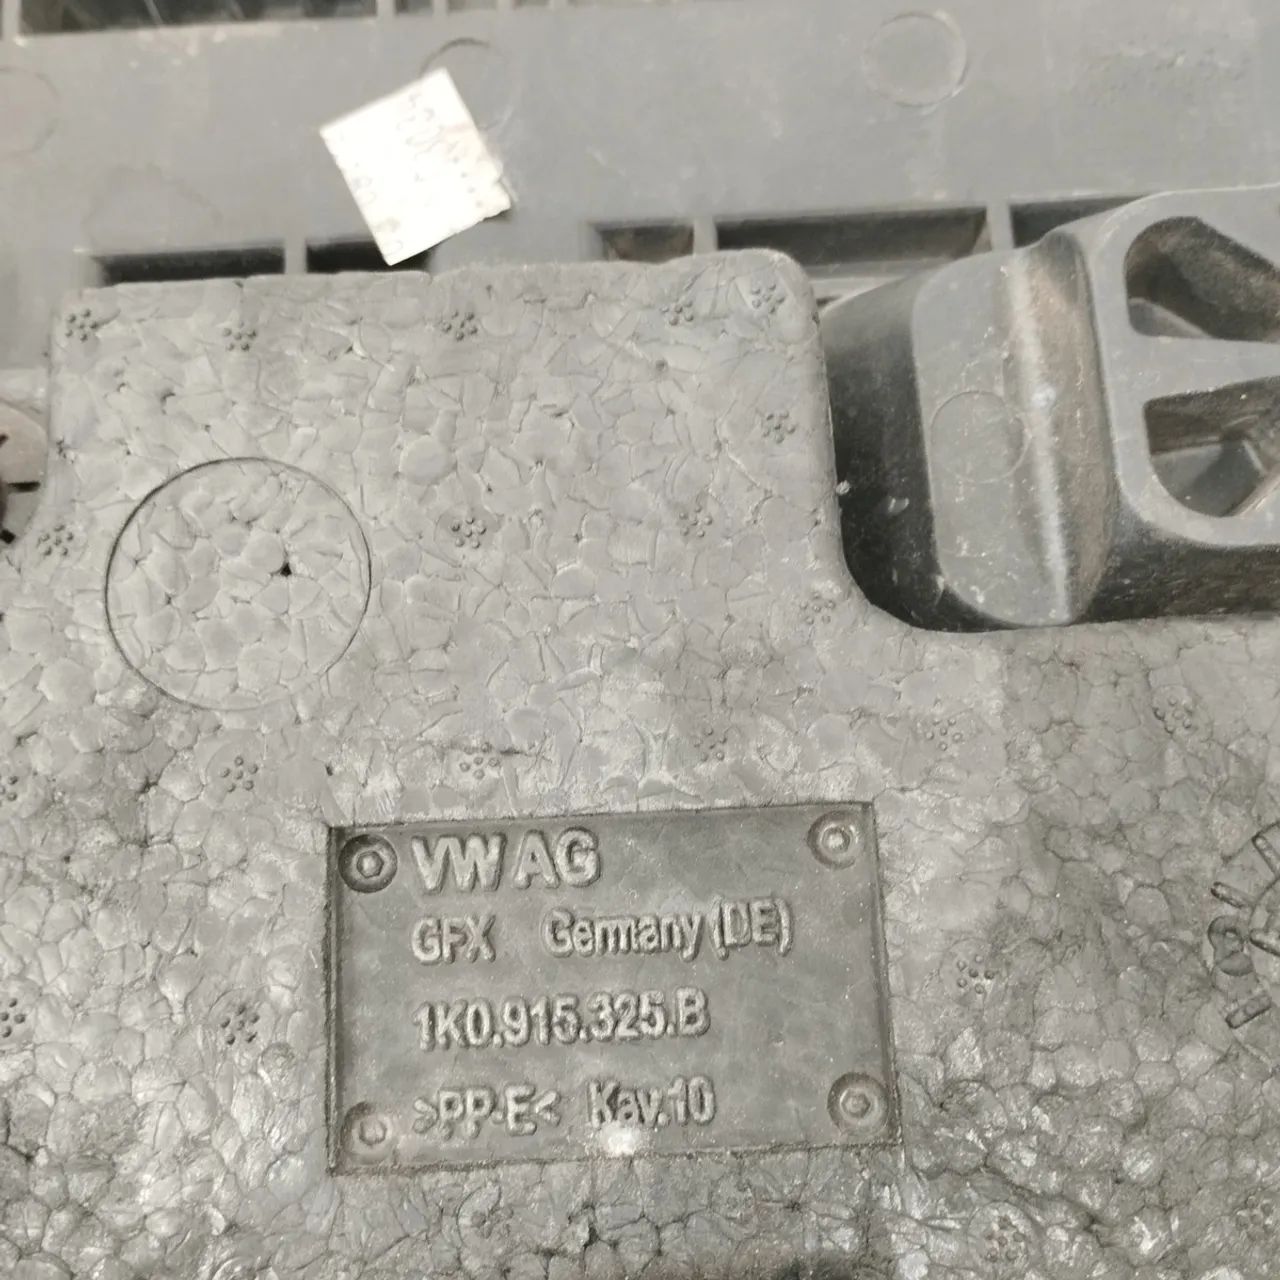 VW AG
GFX Germany (DE)
1K0.915.325.B
>PP-E< Kav.10